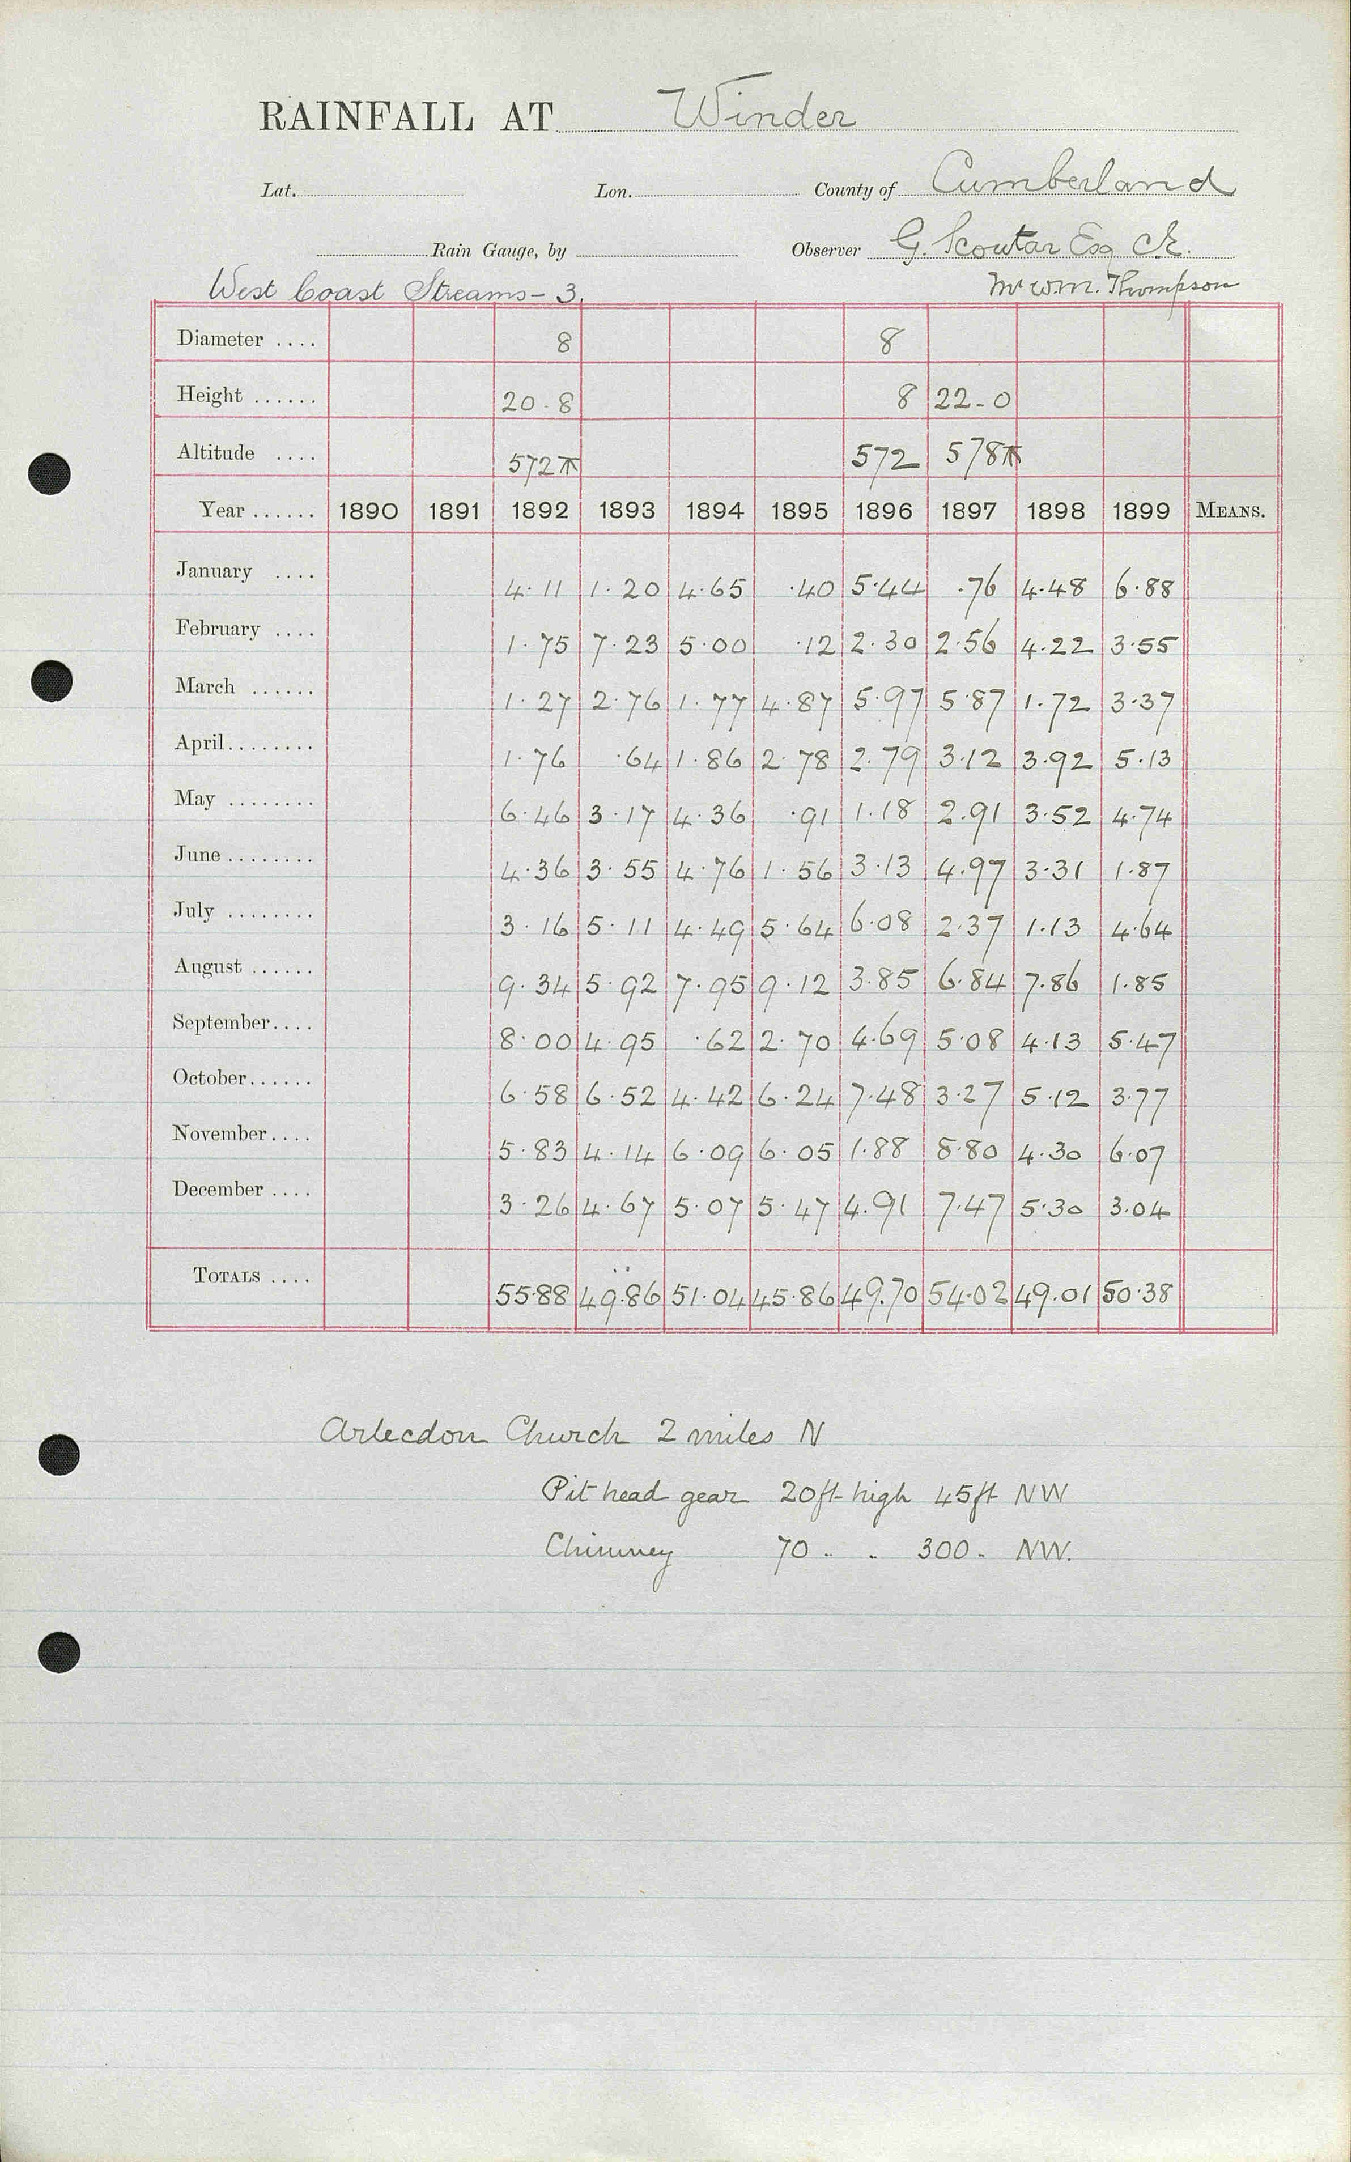 RAINFALL AT Winder
Lat. Lon. County of Cumberland
Rain Gauge, by Observer G. Scoutar Esq CE.
West Coast Streams - 3. Mr Wm. Thompson
Diameter .... 8 8
Height ...... 20.8 8 22-0
Altitude .... 572 572 578
Year ...... 1890 1891 1892 1893 1894 1895 1896 1897 1898 1899 MEANS.
January .... 4.11 1.20 4.65 .40 5.44 .76 4.48 6.88
February .... 1.75 7.23 5.00 .12 2.30 2.56 4.22 3.55
March ...... 1.27 2.76 1.77 4.87 5.97 5.87 1.72 3.37
April........ 1.76 .64 1.86 2.78 2.79 3.12 3.92 5.13
May ........ 6.46 3.17 4.36 .91 1.18 2.91 3.52 4.74
June ........ 4.36 3.55 4.76 1.56 3.13 4.97 3.31 1.87
July ........ 3.16 5.11 4.49 5.64 6.08 2.37 1.13 4.64
August ...... 9.34 5.92 7.95 9.12 3.85 6.84 7.86 1.85
September.... 8.00 4.95 .62 2.70 4.69 5.08 4.13 5.47
October...... 6.58 6.52 4.42 6.24 7.48 3.27 5.12 3.77
November.... 5.83 4.14 6.09 6.05 1.88 8.80 4.30 6.07
December .... 3.26 4.67 5.07 5.47 4.91 7.47 5.30 3.04
TOTALS .... 55.88 49.86 51.04 45.86 49.70 54.02 49.01 50.38
Arlecdon Church 2 miles N
Pit head gear 20ft high 45ft NW
Chimney 70 . . 300 . NW.